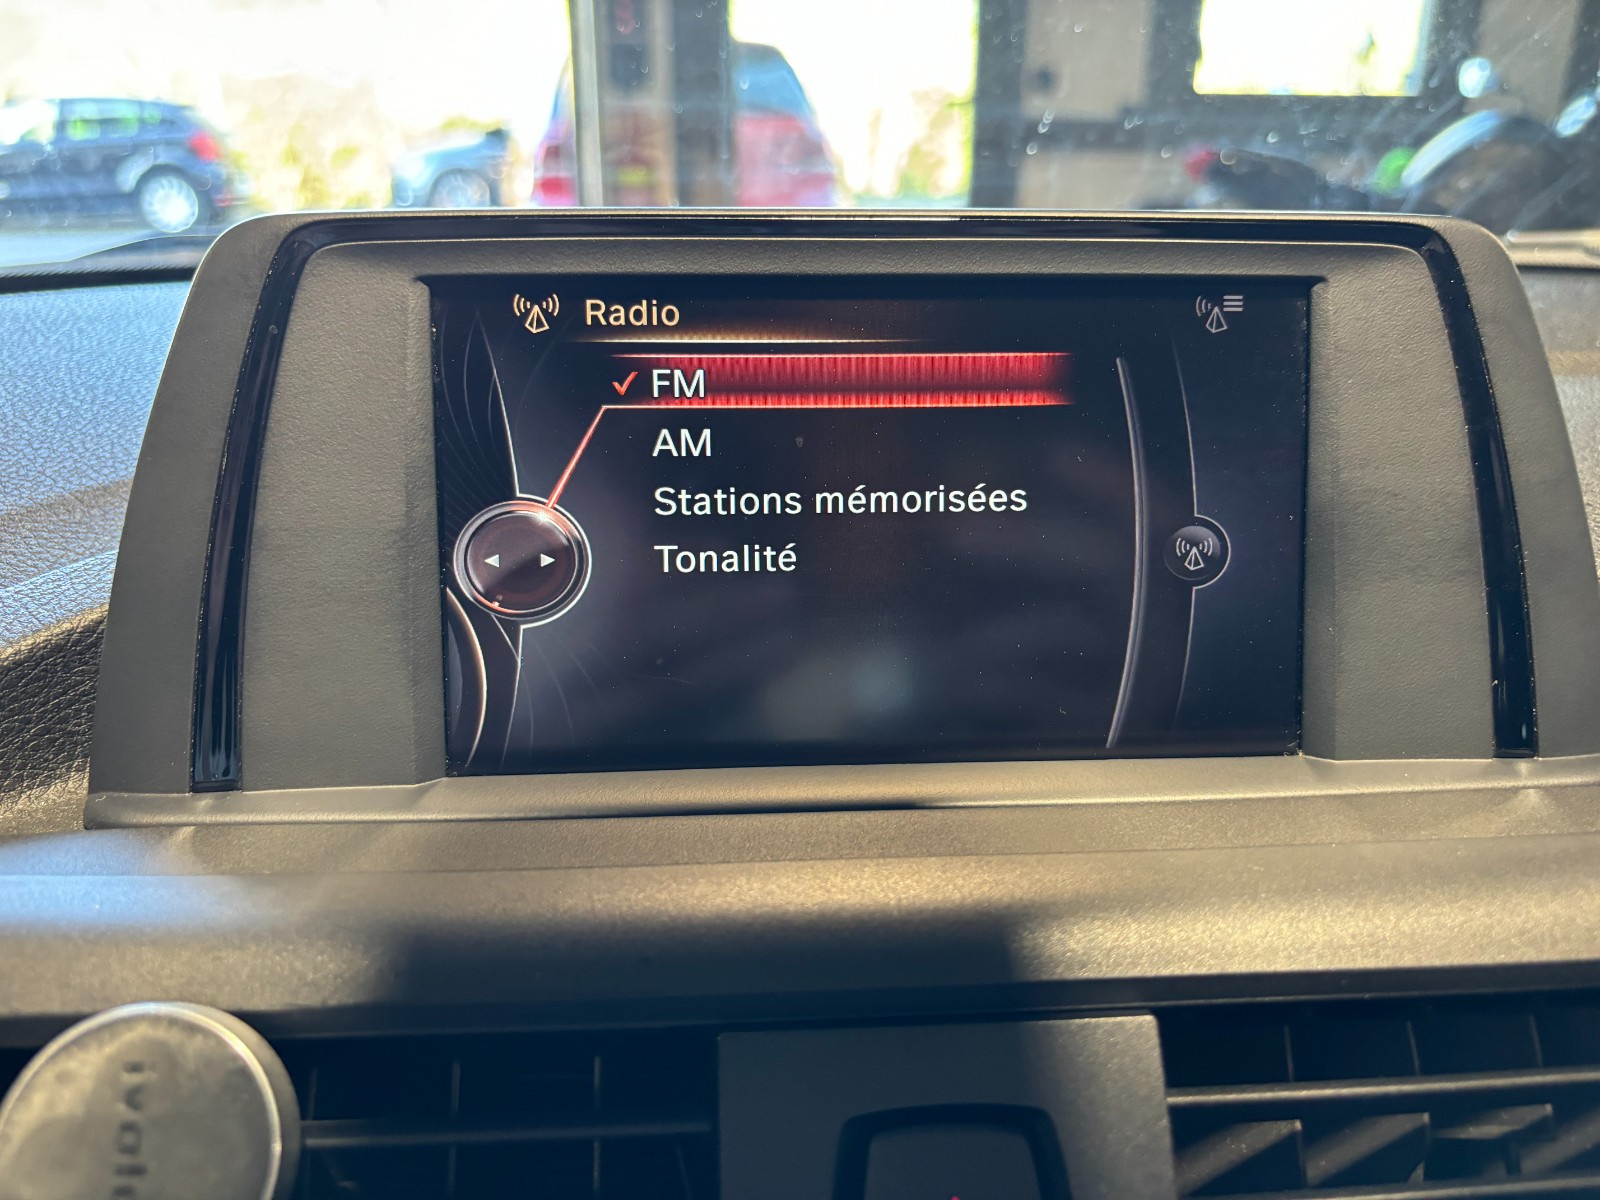 Radio
FM
AM
Stations mémorisées
Tonalité